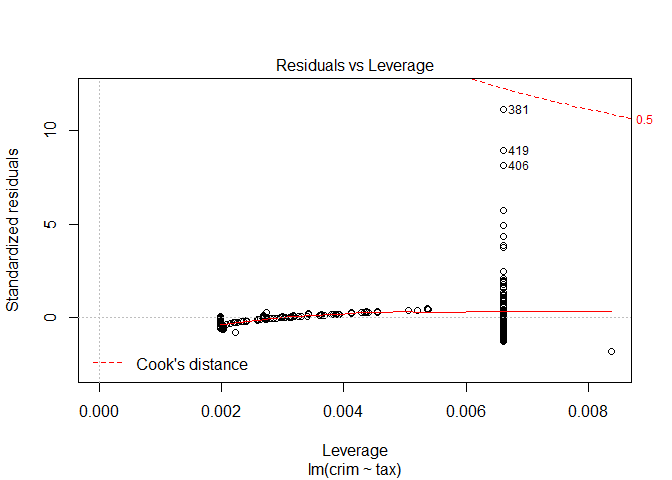 Residuals vs Leverage
Standardized residuals
10
5
0
381
419
406
0.5
Cook's distance
0.000
0.002
0.004
0.006
0.008
Leverage
lm(crim ~ tax)